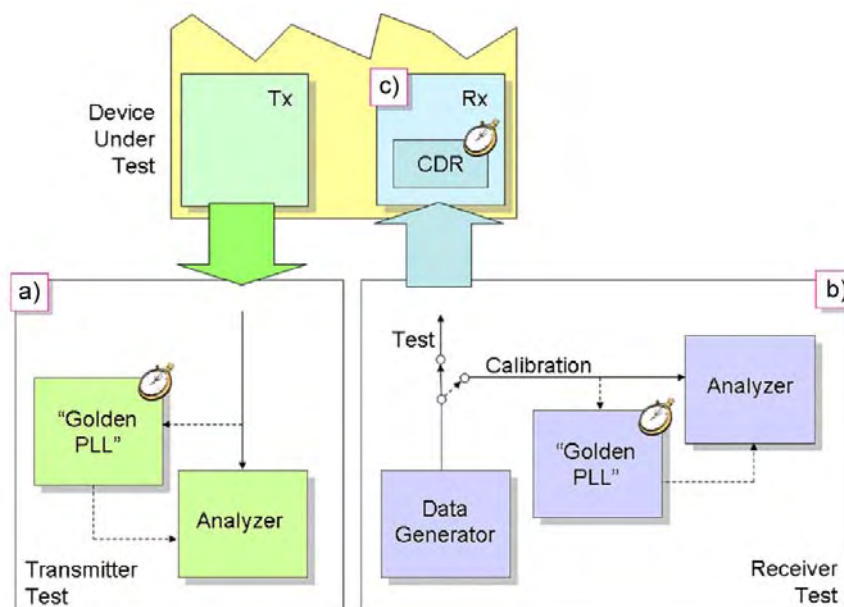 Device
Under
Test
Tx
c)
Rx
CDR
a)
"Golden
PLL"
Analyzer
Transmitter
Test
b)
Test
Calibration
Analyzer
"Golden
PLL"
Data
Generator
Receiver
Test